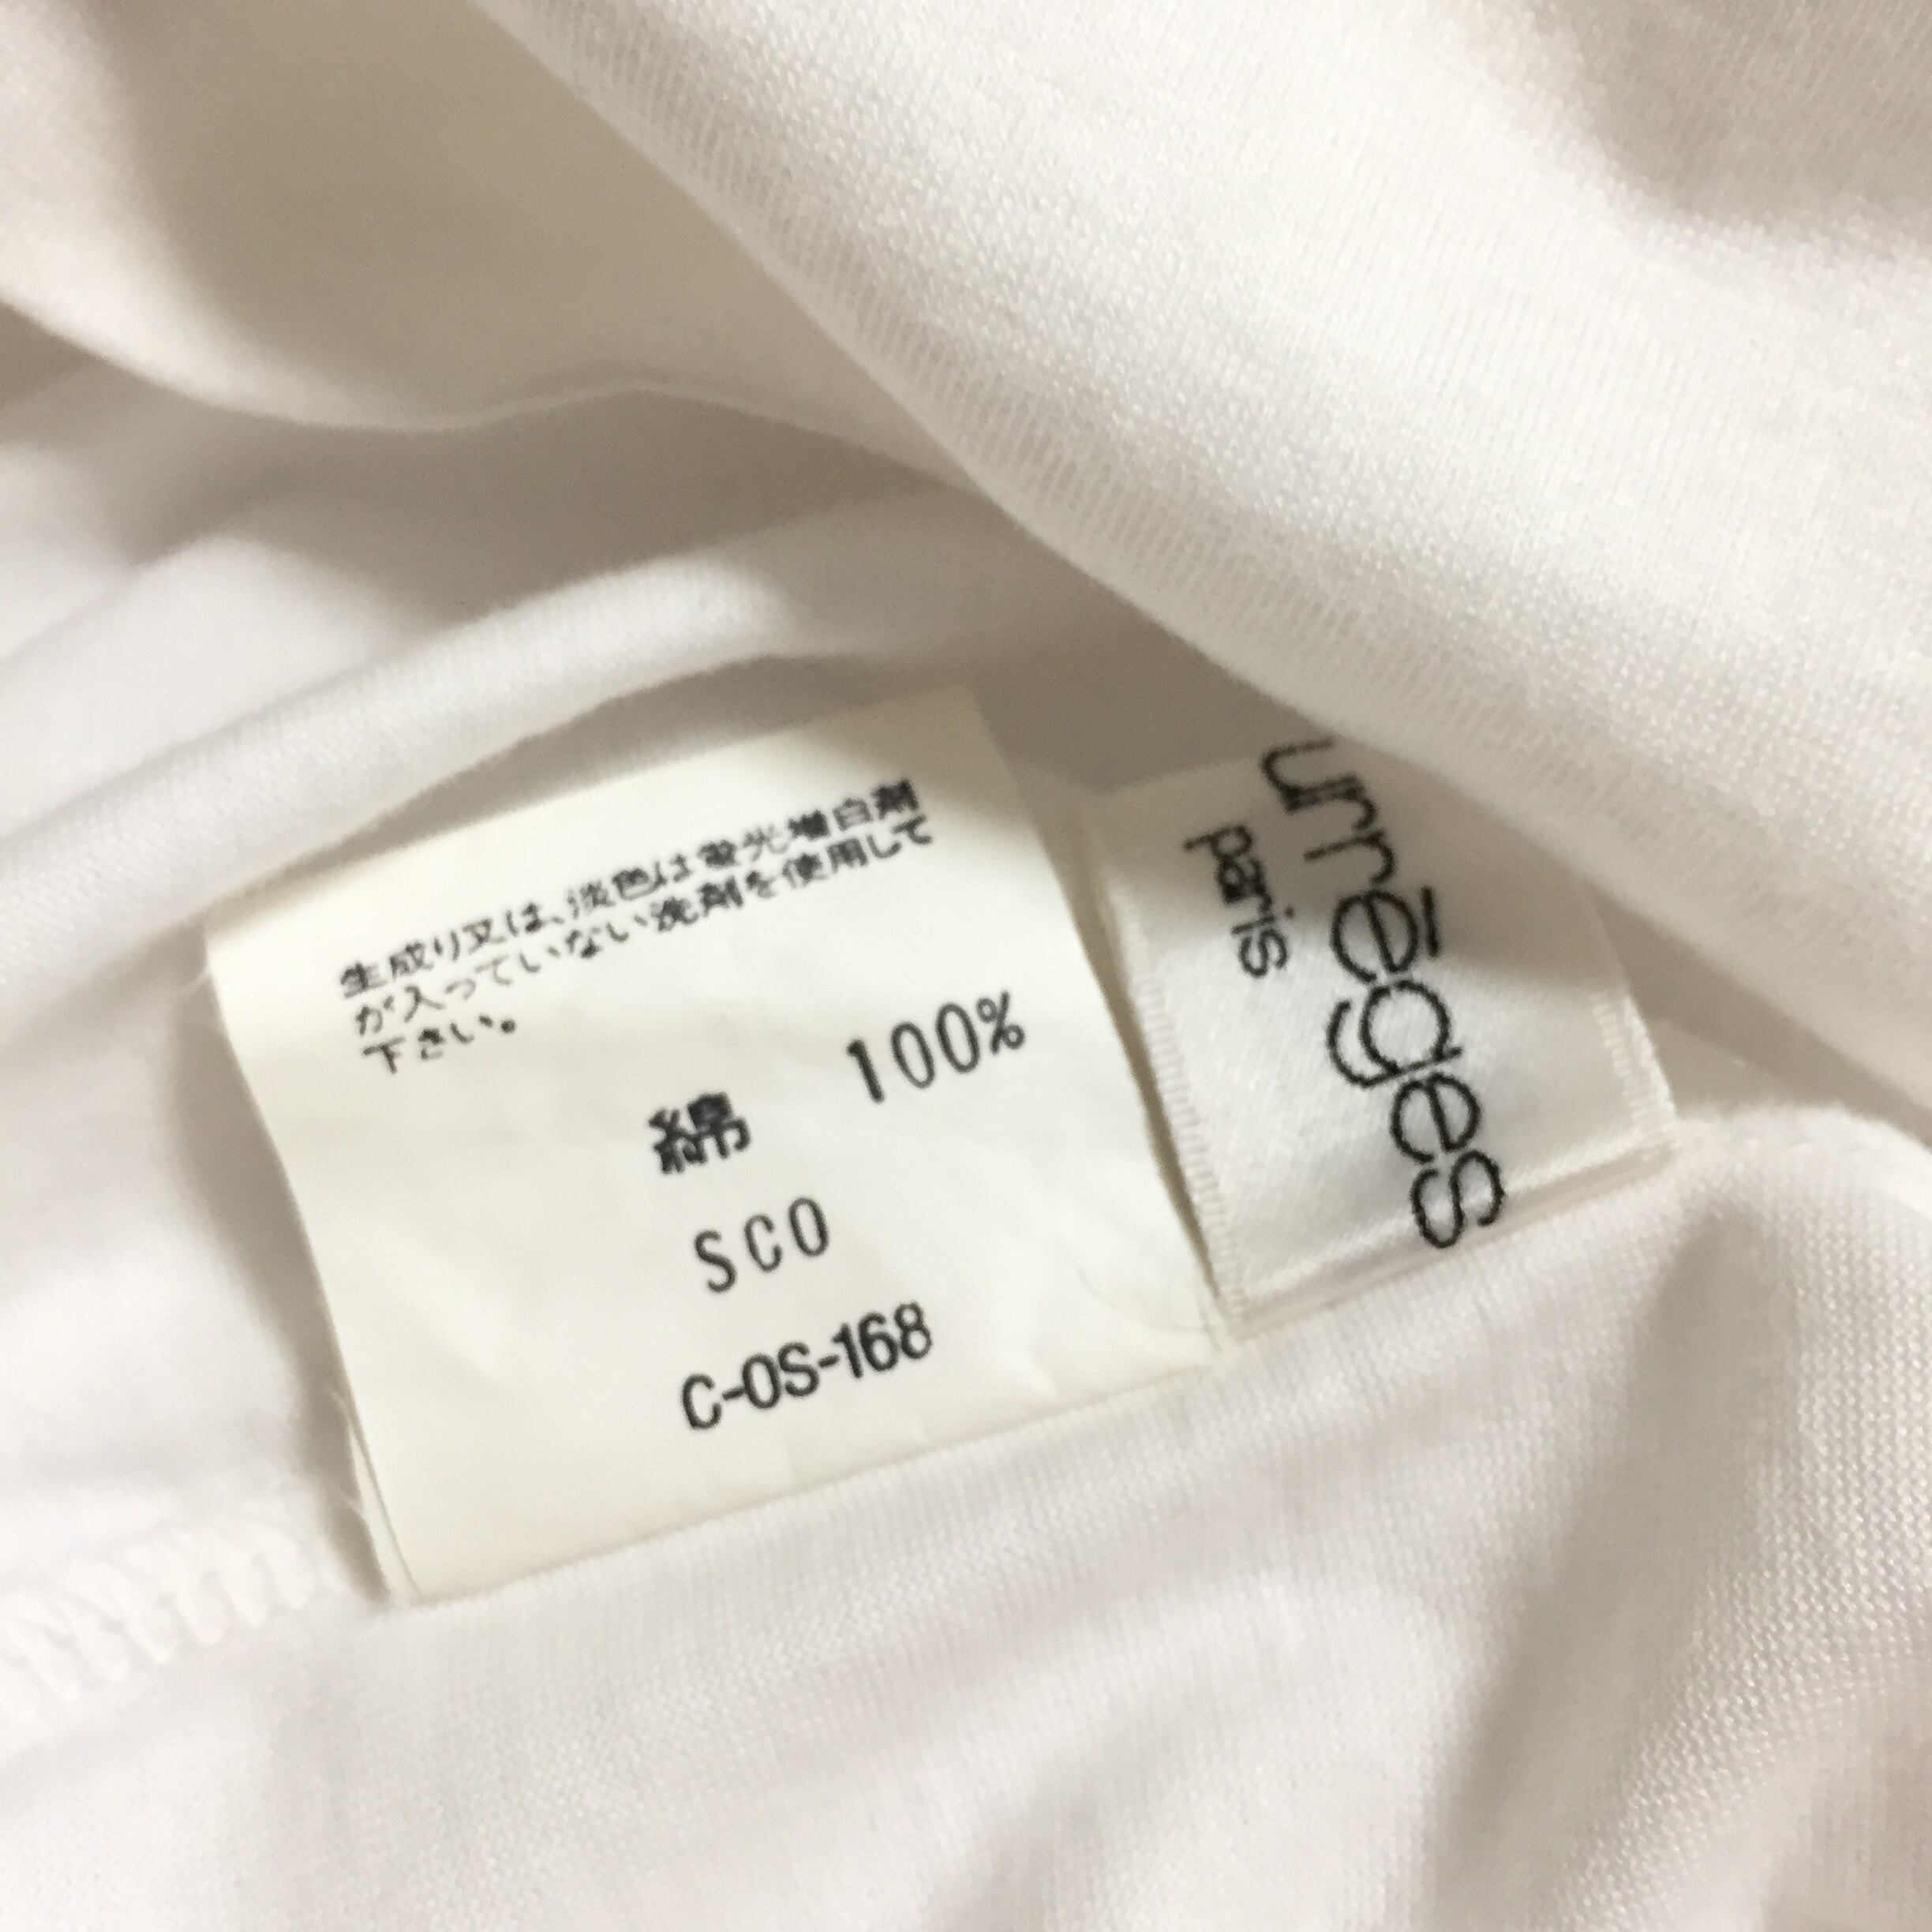 生成り又は、淡色は蛍光増白剤
が入っていない洗剤を使用して
下さい。
綿 100%
SCO
C-OS-168
urrēges
paris